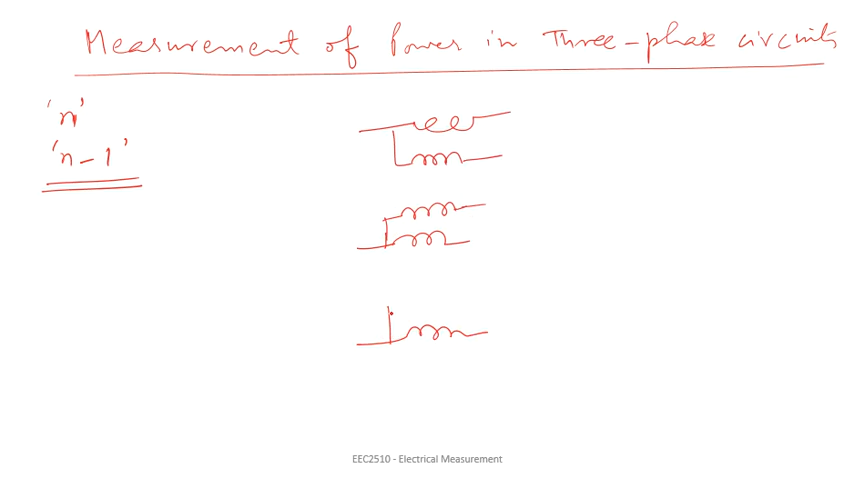 Measurement of Power in Three-phase circuits
'n'
'n-1'
EEC2510 - Electrical Measurement